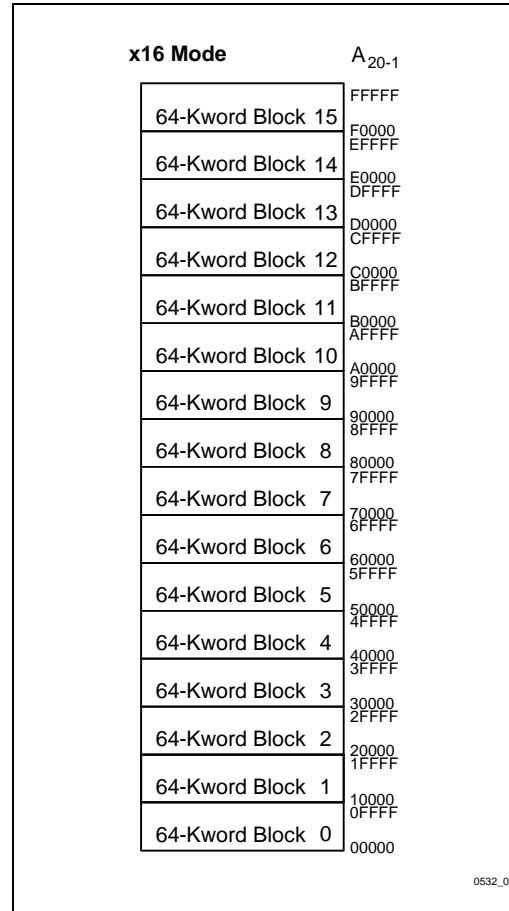 x16 Mode A20-1
FFFFF
64-Kword Block 15
F0000
EFFFF
64-Kword Block 14
E0000
DFFFF
64-Kword Block 13
D0000
CFFFF
64-Kword Block 12
C0000
BFFFF
64-Kword Block 11
B0000
AFFFF
64-Kword Block 10
A0000
9FFFF
64-Kword Block 9
90000
8FFFF
64-Kword Block 8
80000
7FFFF
64-Kword Block 7
70000
6FFFF
64-Kword Block 6
60000
5FFFF
64-Kword Block 5
50000
4FFFF
64-Kword Block 4
40000
3FFFF
64-Kword Block 3
30000
2FFFF
64-Kword Block 2
20000
1FFFF
64-Kword Block 1
10000
0FFFF
64-Kword Block 0
00000
0532_0